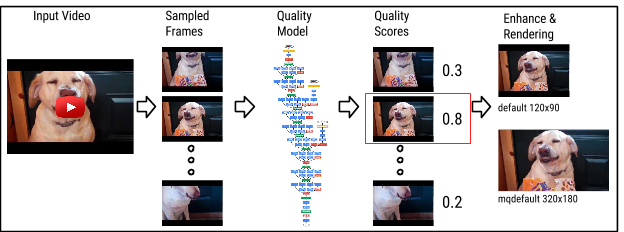 Input Video
Sampled
Frames
Quality
Model
Quality
Scores
Enhance &
Rendering
0.3
0.8
0.2
default 120x90
mqdefault 320x180